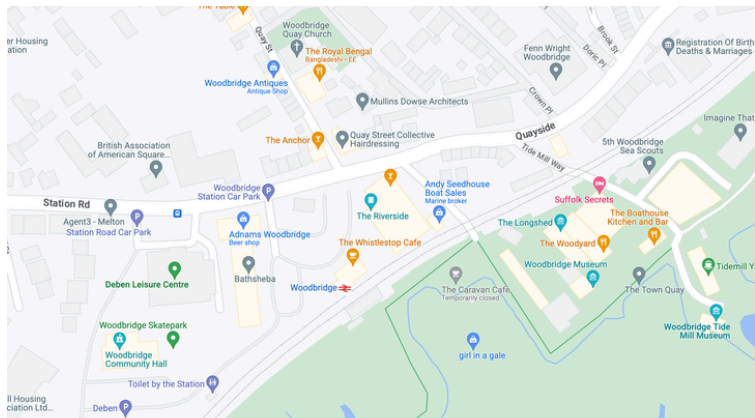 The Table
Quay St
Woodbridge
Quay Church
Brook St
Doric Pl
er Housing
ciation
The Royal Bengal
Bangladeshi · ££
Fenn Wright
Woodbridge
Registration Of Birth
Deaths & Marriages
Woodbridge Antiques
Antique Shop
Mullins Dowse Architects
Crown Pl
Imagine That
Quayside
The Anchor
Quay Street Collective
Hairdressing
5th Woodbridge
Sea Scouts
British Association
of American Square...
Tide Mill Way
Woodbridge
Station Car Park
Andy Seedhouse
Boat Sales
Marine broker
Suffolk Secrets
Station Rd
Agent3 - Melton
Station Road Car Park
Adnams Woodbridge
Beer shop
The Riverside
The Longshed
The Boathouse
Kitchen and Bar
The Whistlestop Cafe
The Woodyard
Woodbridge Museum
Tidemill Y
Bathsheba
Deben Leisure Centre
Woodbridge
The Caravan Cafe
Temporarily closed
The Town Quay
Woodbridge Skatepark
Woodbridge Tide
Mill Museum
Woodbridge
Community Hall
girl in a gale
Toilet by the Station
ll Housing
ciation Ltd...
Deben